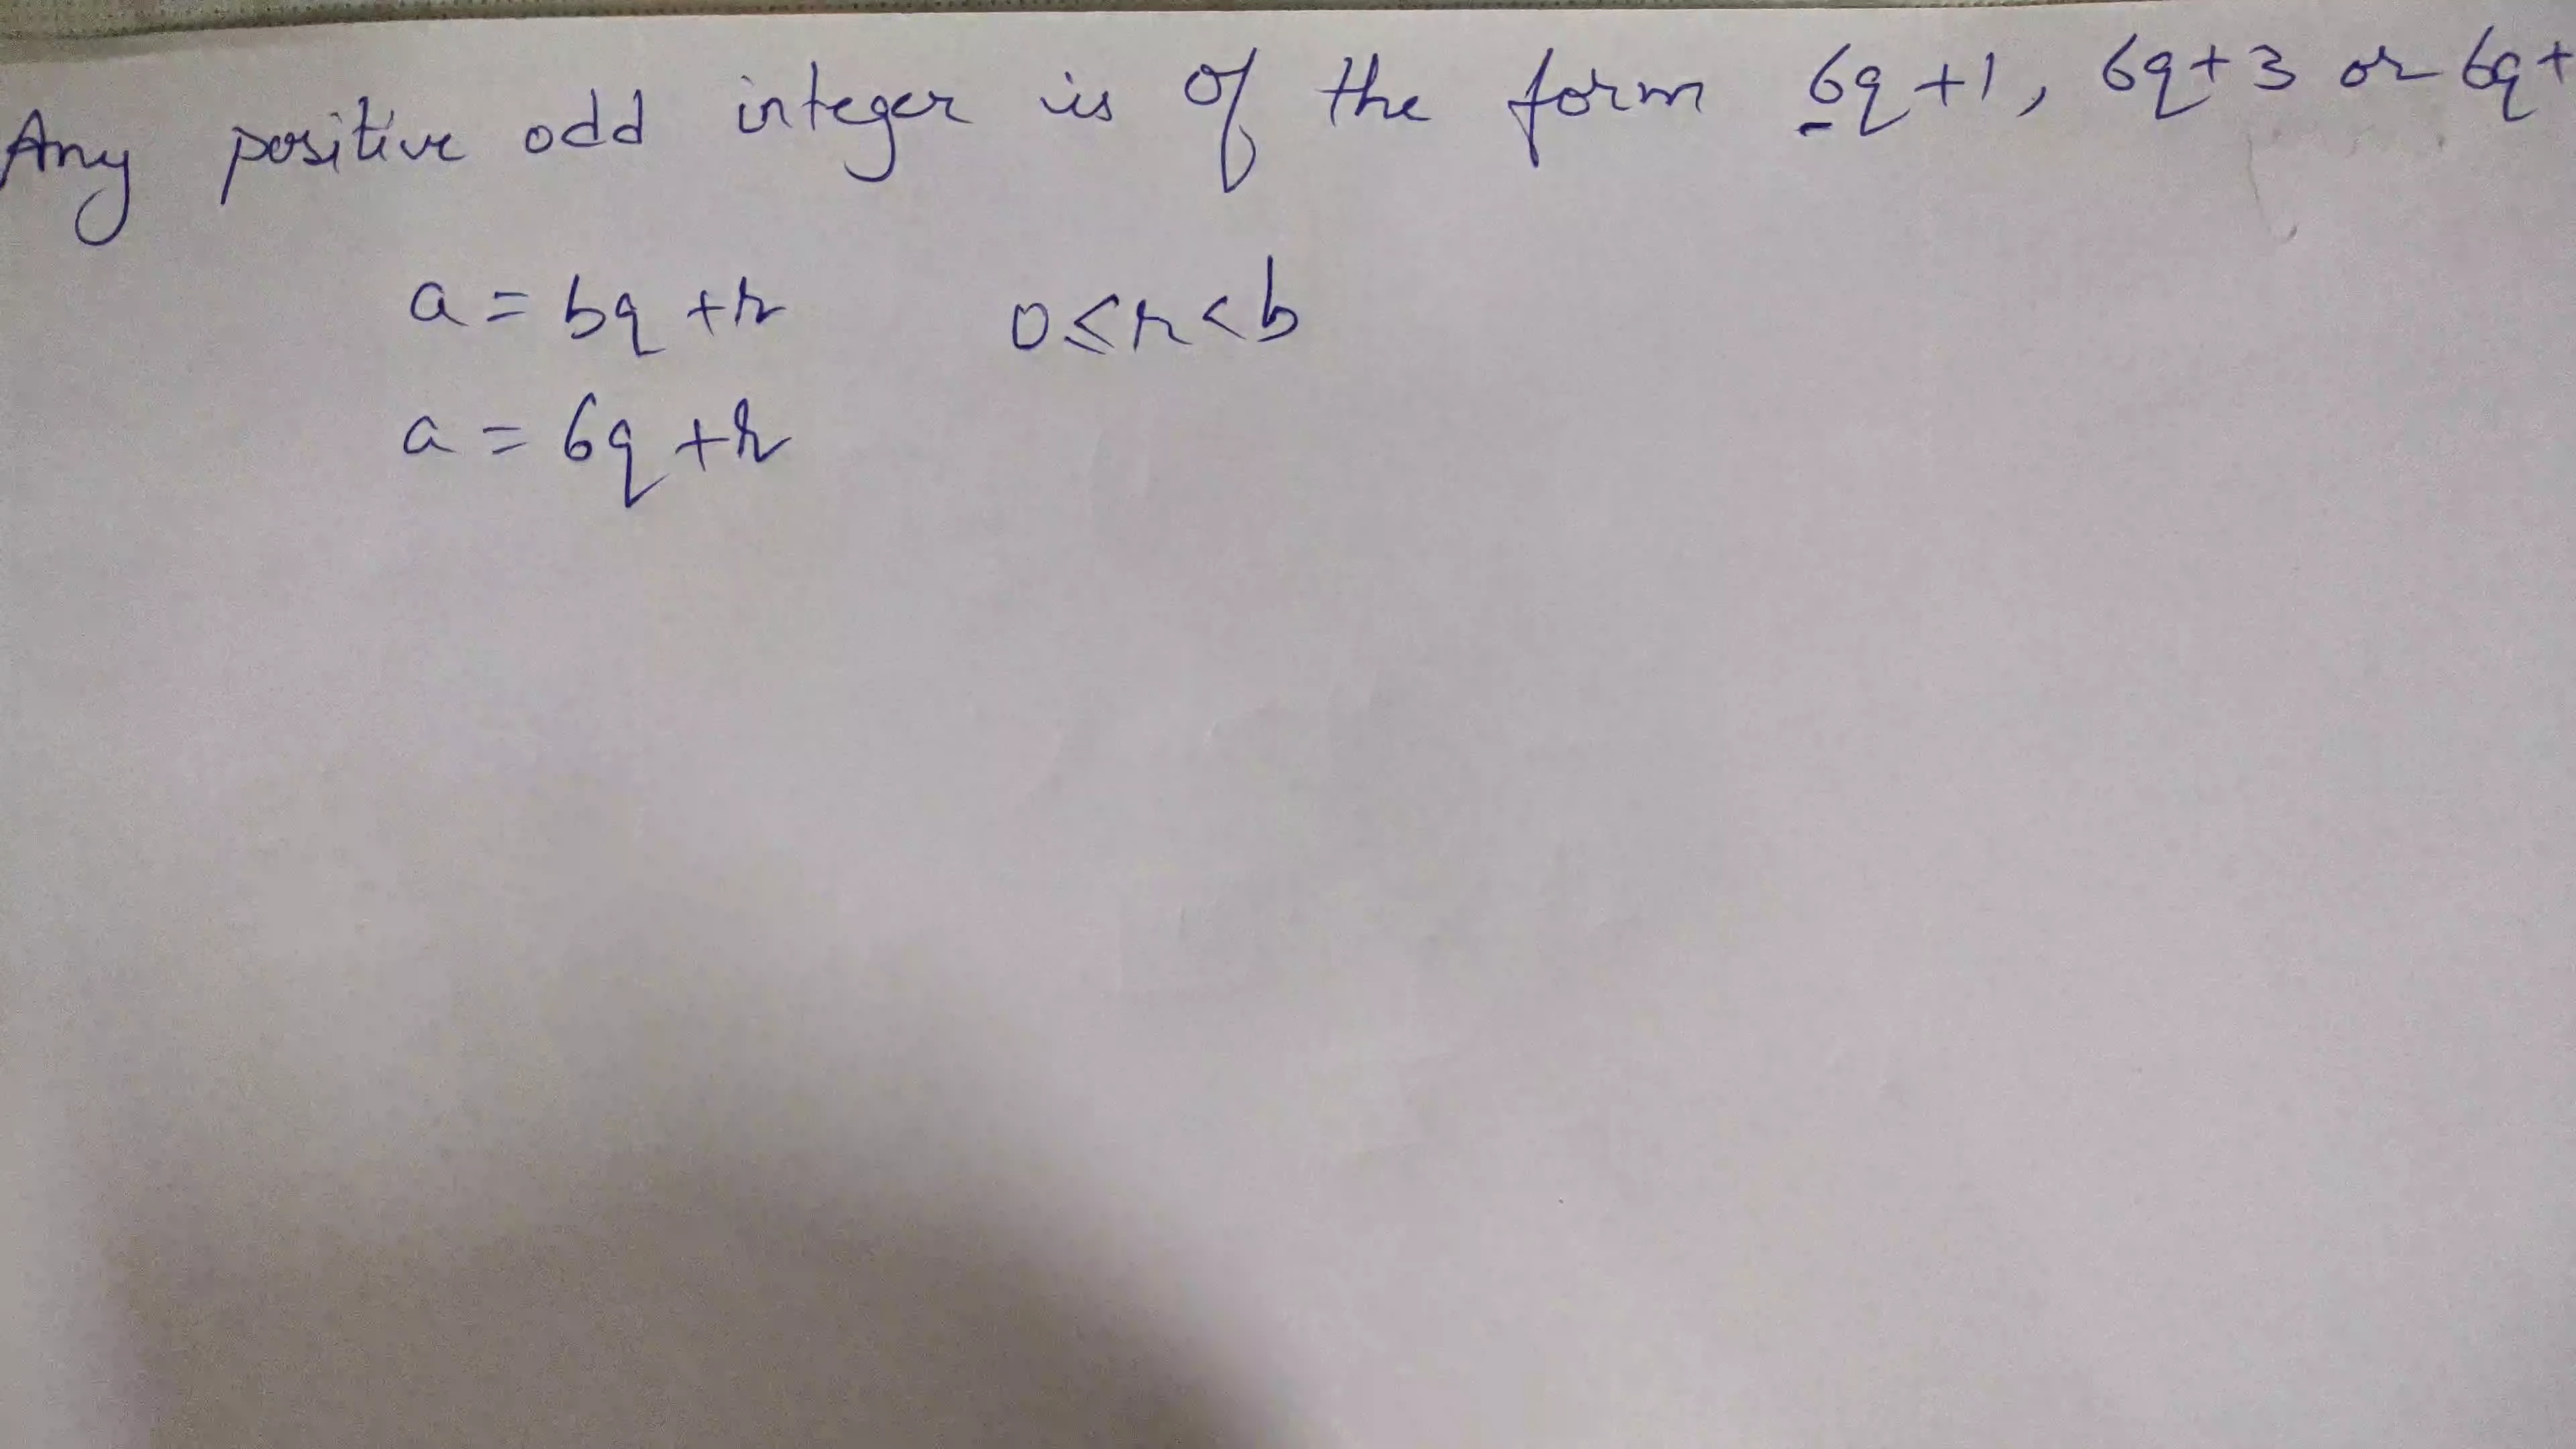 Any positive odd integer is of the form 6q+1, 6q+3 or 6q+
a = bq +r 0≤r<b
a = 6q +r